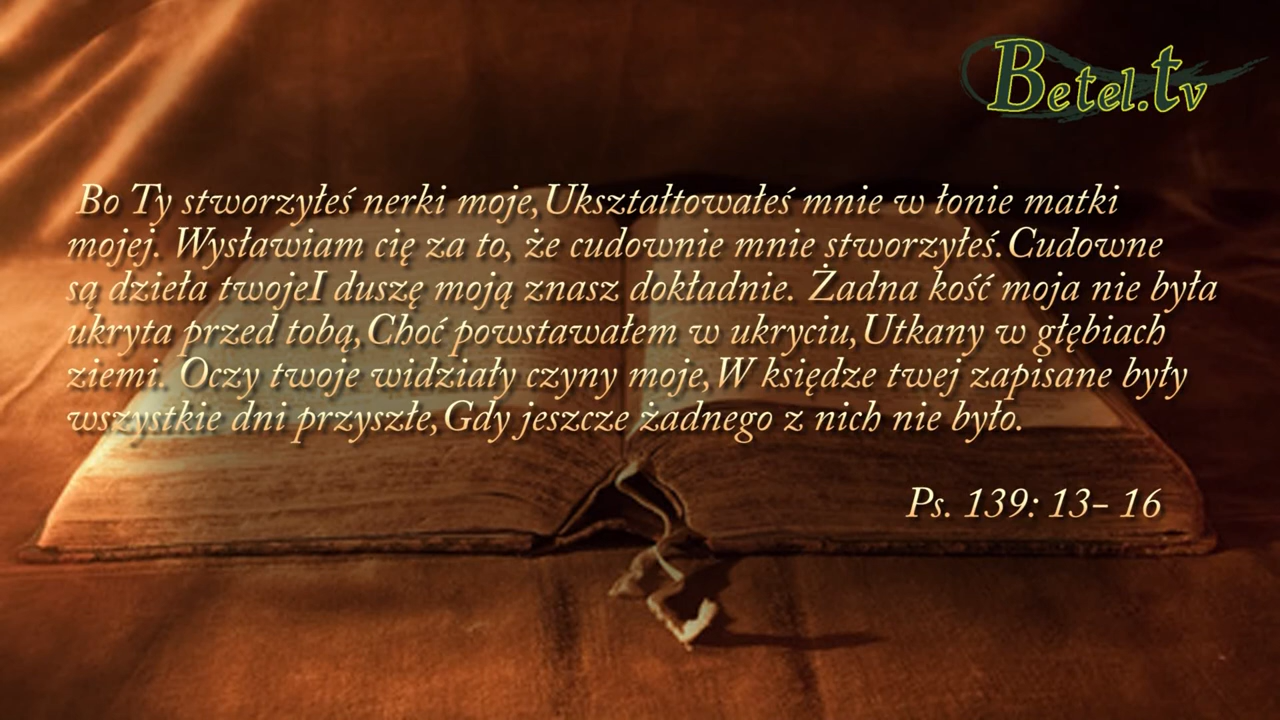 Betel.tv
Bo Ty stworzyłeś nerki moje,Ukształtowałeś mnie w łonie matki
mojej. Wysławiam cię za to, że cudownie mnie stworzyłeś.Cudowne
są dzieła twojeI duszę moją znasz dokładnie. Żadna kość moja nie była
ukryta przed tobą,Choć powstawałem w ukryciu,Utkany w głębiach
ziemi. Oczy twoje widziały czyny moje,W księdze twej zapisane były
wszystkie dni przyszłe,Gdy jeszcze żadnego z nich nie było.
Ps. 139: 13- 16